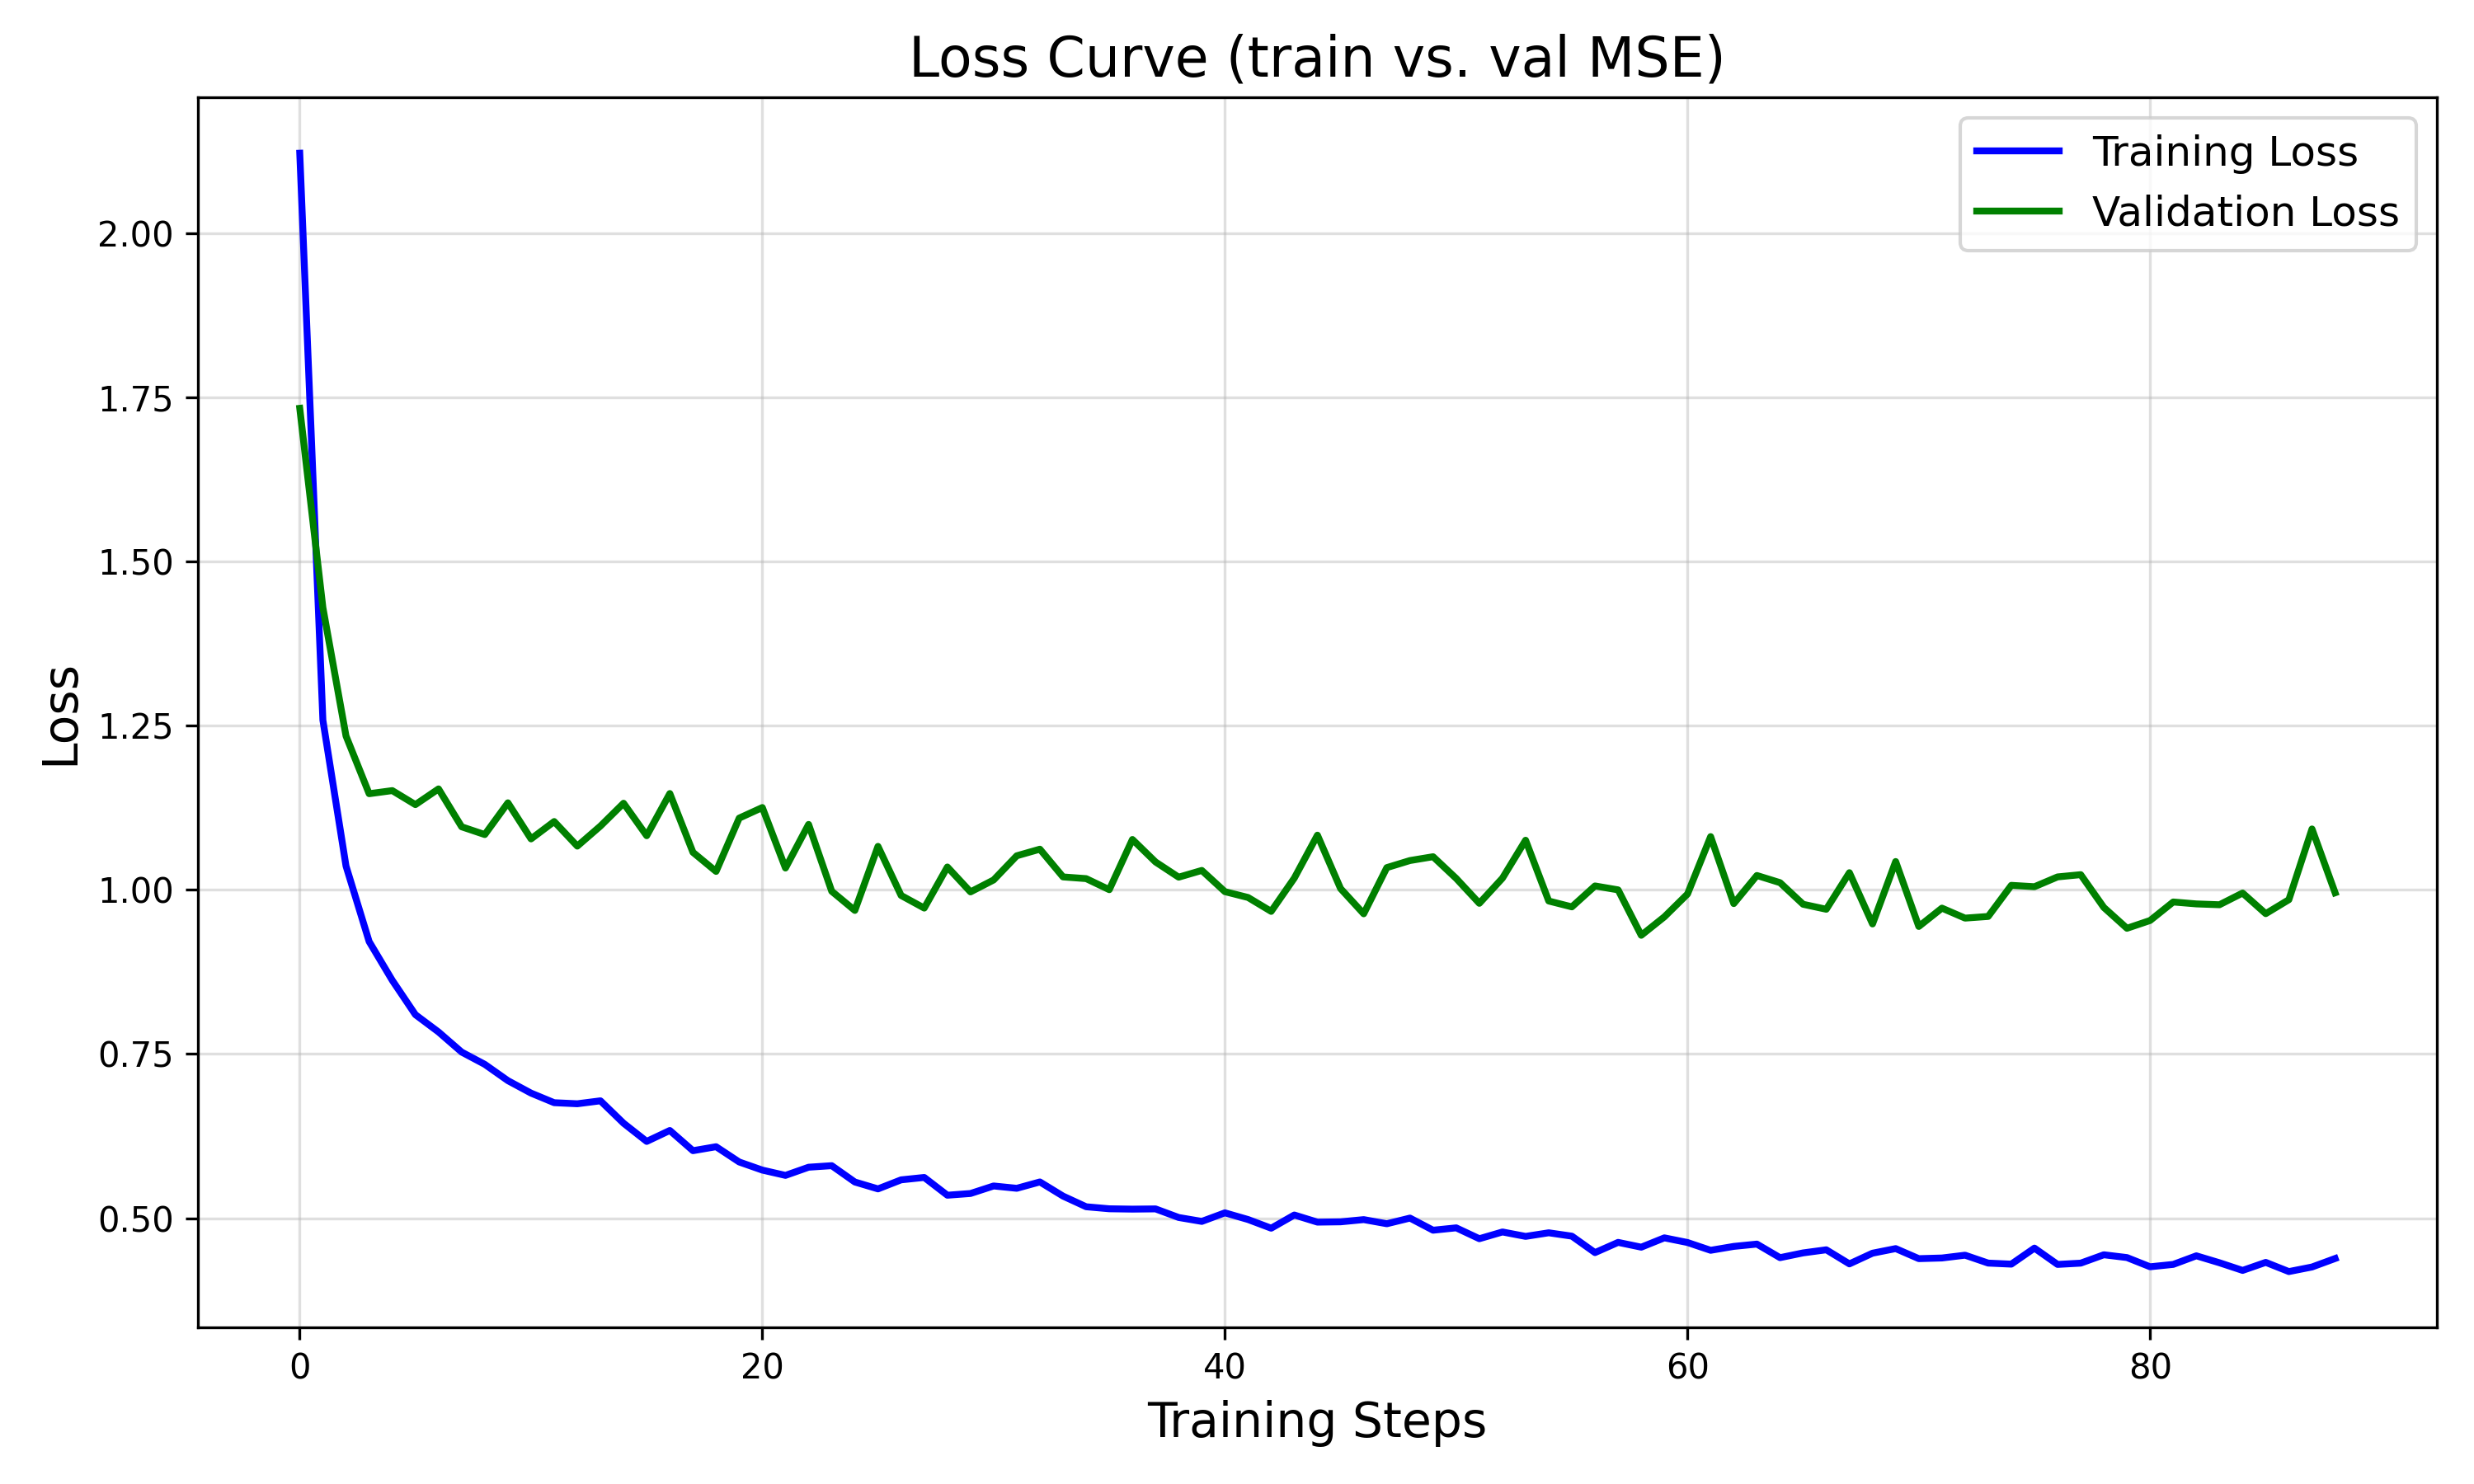 Loss Curve (train vs. val MSE)
Training Loss
Validation Loss
Loss
2.00
1.75
1.50
1.25
1.00
0.75
0.50
0 20 40 60 80
Training Steps